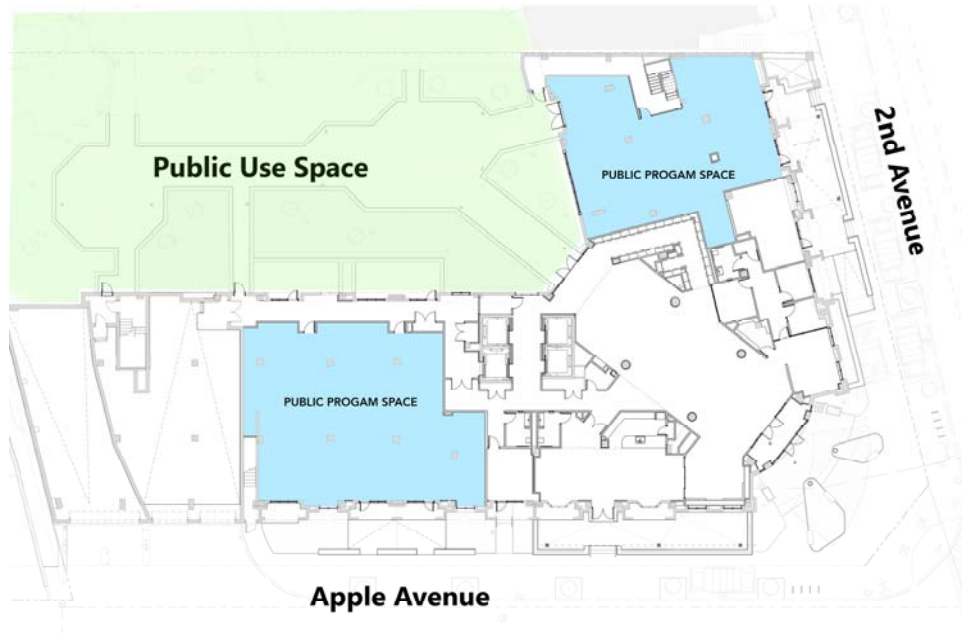 2nd Avenue
Public Use Space
PUBLIC PROGAM SPACE
PUBLIC PROGAM SPACE
Apple Avenue